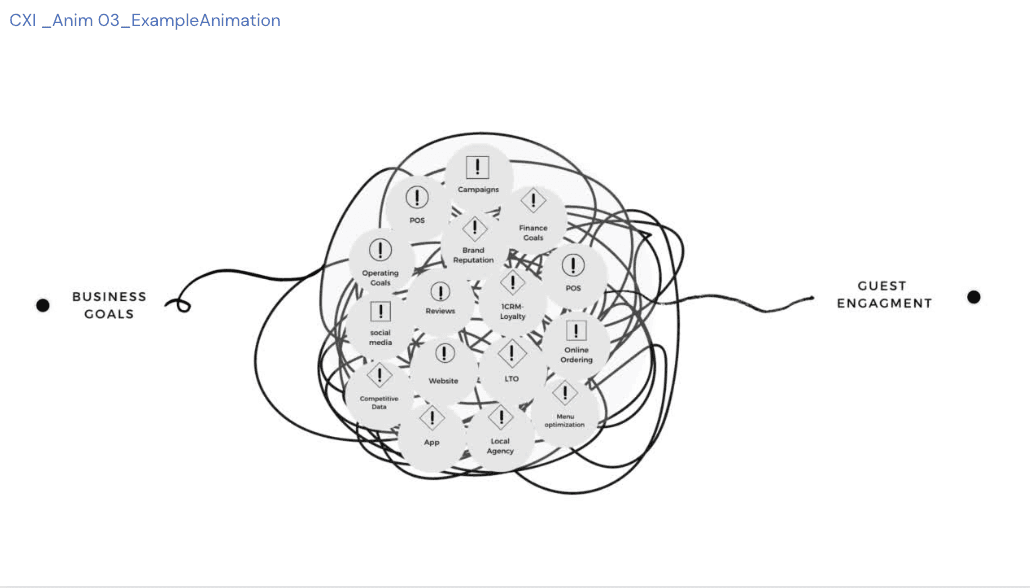 CXI _Anim 03_ExampleAnimation
Campaigns
POS
Finance
Goals
Brand
Reputation
Operating
Goals
POS
Reviews
1CRM-
Loyalty
social
media
Online
Ordering
Website
LTO
Competitive
Data
Menu
optimization
App
Local
Agency
BUSINESS
GOALS
GUEST
ENGAGMENT